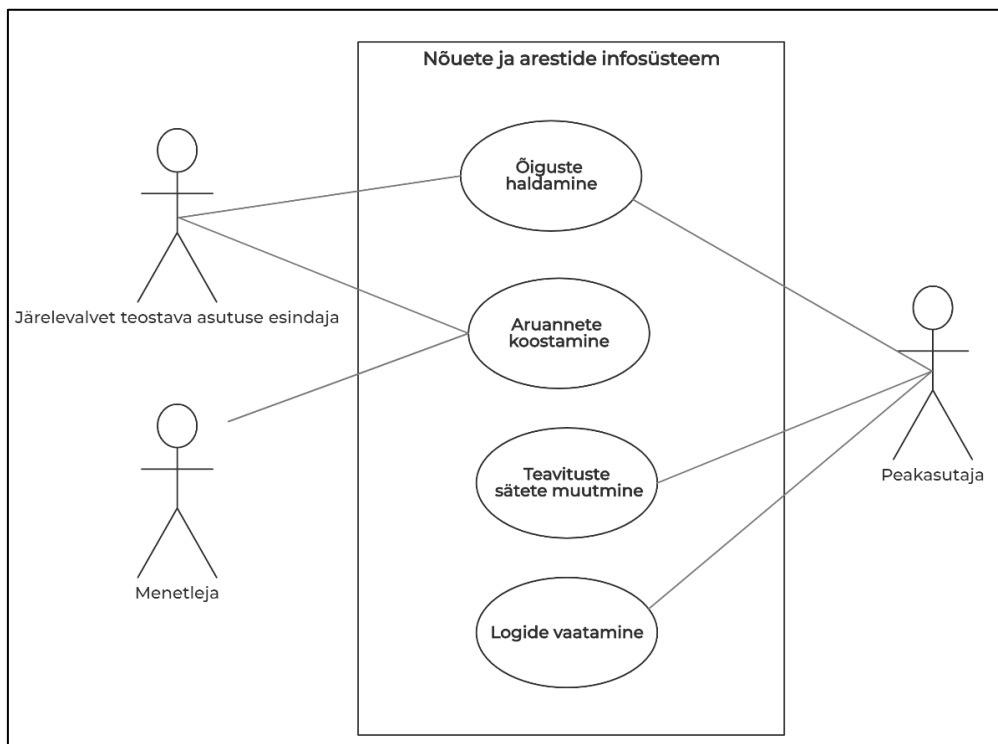 Nõuete ja arestide infosüsteem
Õiguste
haldamine
Järelevalvet teostava asutuse esindaja
Aruannete
koostamine
Teavituste
sätete muutmine
Peakasutaja
Menetleja
Logide vaatamine